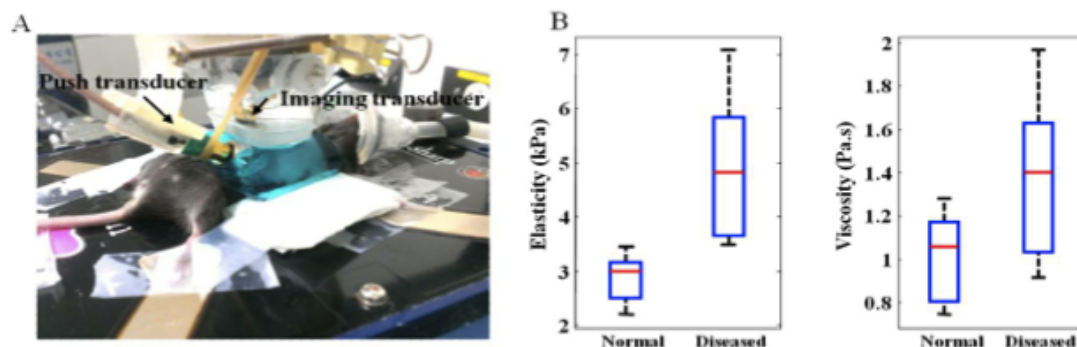 A
Push transducer
Imaging transducer
B
Elasticity (kPa)
7
6
5
4
3
2
Normal Diseased
Viscosity (Pa.s)
2
1.8
1.6
1.4
1.2
1
0.8
Normal Diseased